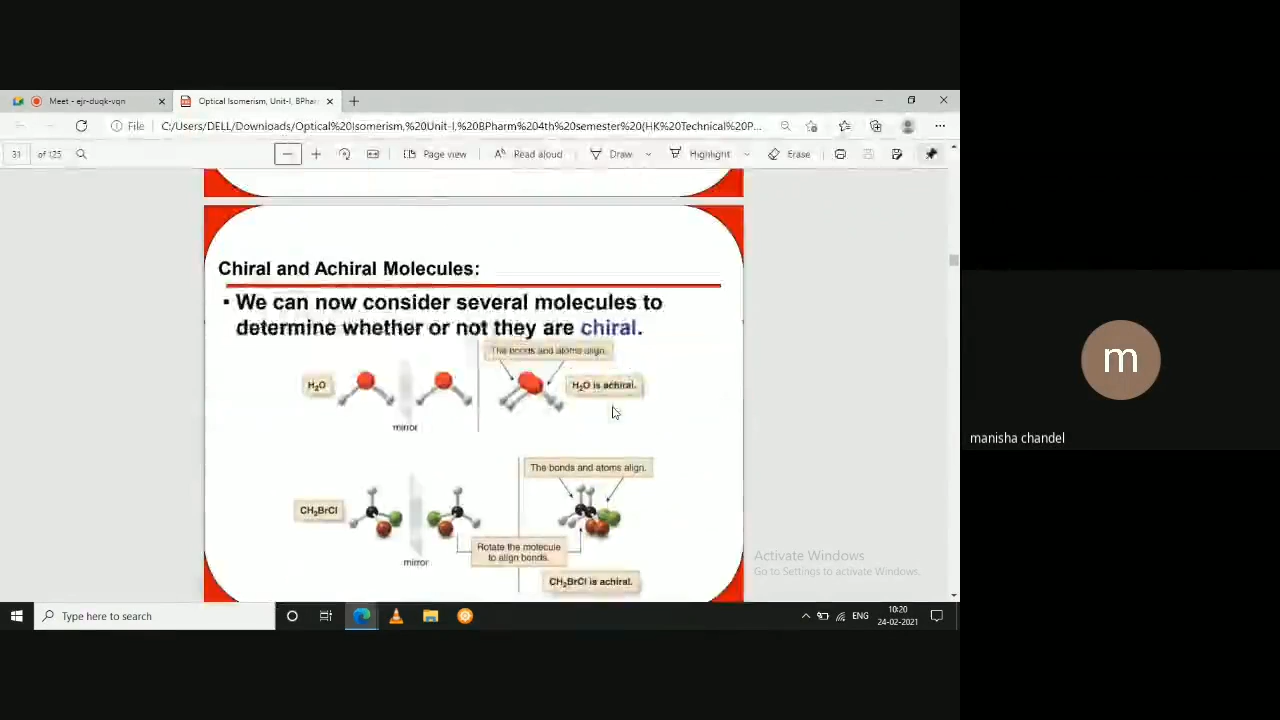 Meet - ejr-duqk-vqn
Optical Isomerism, Unit-I, BPhar
File C:/Users/DELL/Downloads/Optical%20Isomerism,%20Unit-I,%20BPharm%204th%20semester%20(HK%20Technical%20P...
31 of 125 Page view Read aloud Draw Highlight Erase
Chiral and Achiral Molecules:
• We can now consider several molecules to
determine whether or not they are chiral.
The bonds and atoms align.
H₂O
H₂O is achiral.
mirror
The bonds and atoms align.
CH₂BrCl
Rotate the molecule
to align bonds.
mirror
CH₂BrCl is achiral.
Activate Windows
Go to Settings to activate Windows.
m
manisha chandel
Type here to search
ENG
10:20
24-02-2021